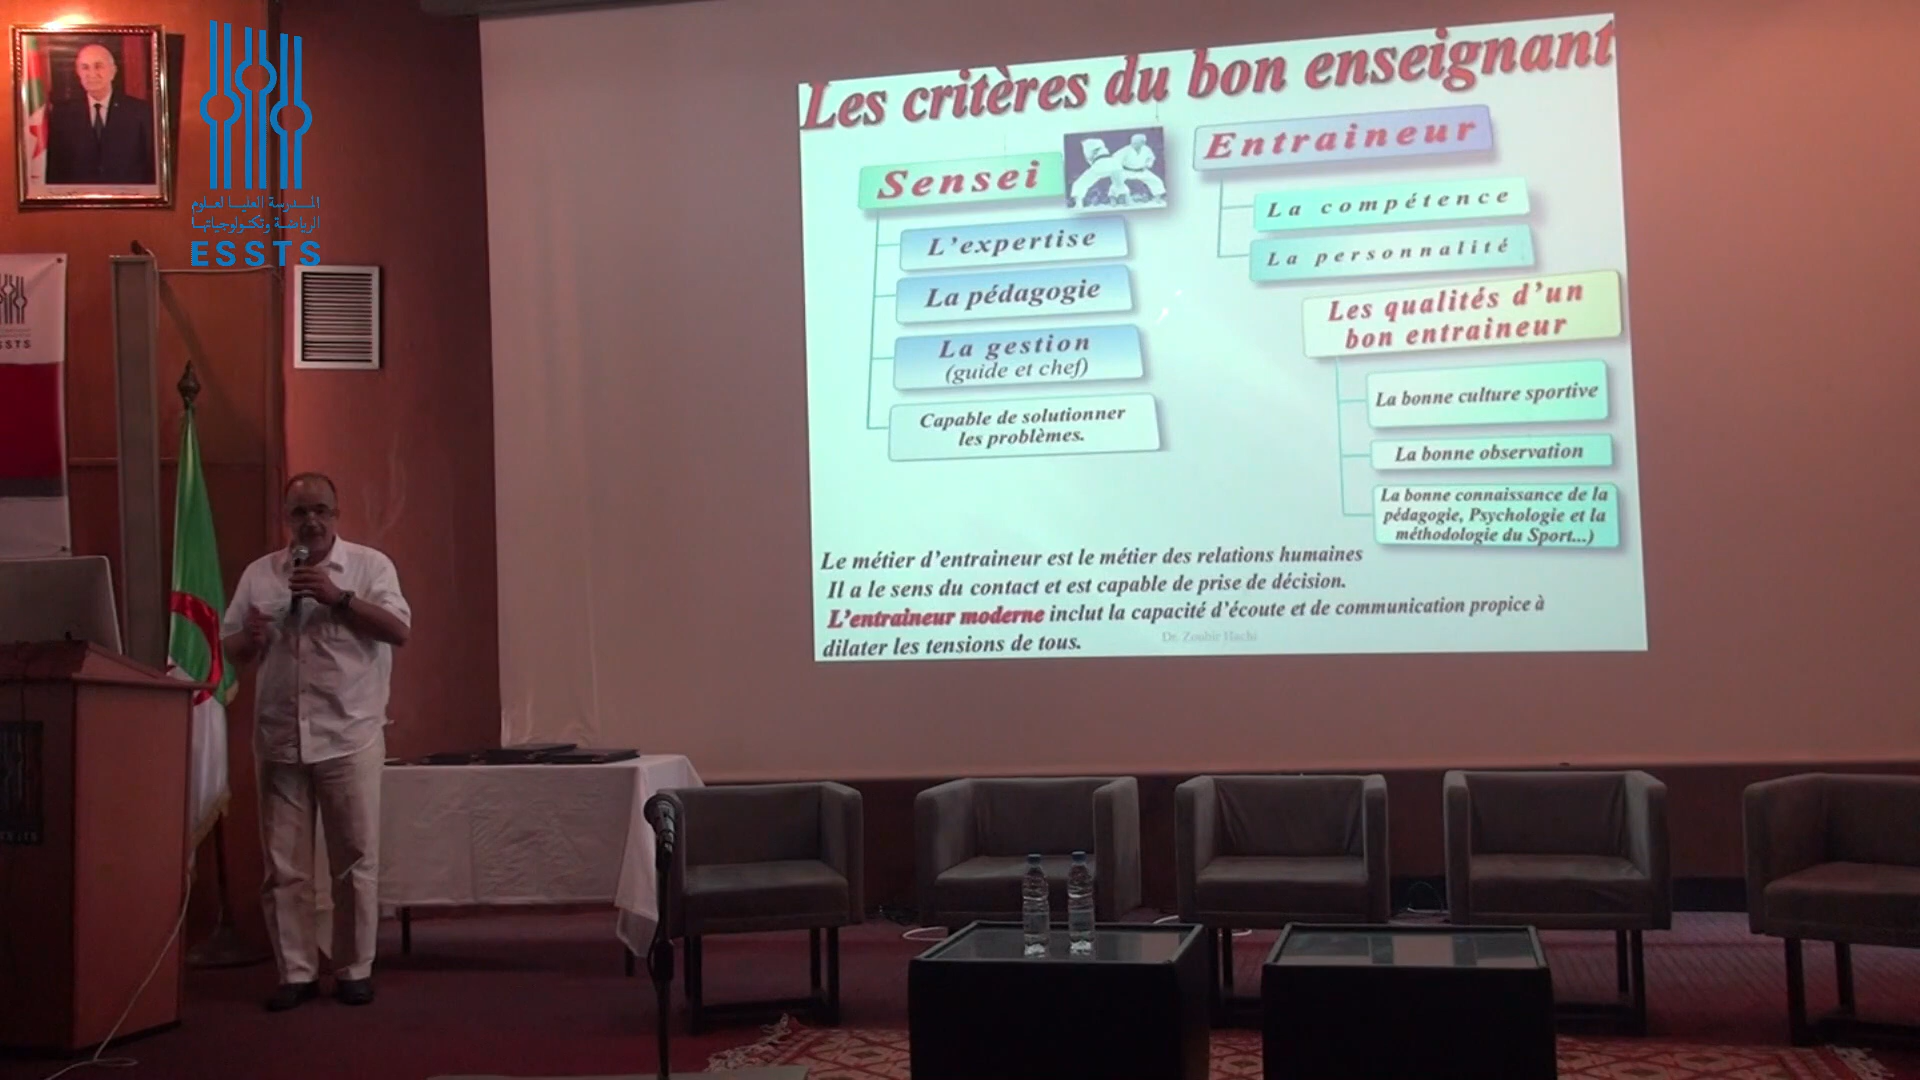 المدرسة العليا لعلوم
الرياضة وتكنولوجياتها
ESSTS
Les critères du bon enseignant
Sensei
L'expertise
La pédagogie
La gestion
(guide et chef)
Capable de solutionner
les problèmes.
Entraineur
La compétence
La personnalité
Les qualités d'un
bon entraineur
La bonne culture sportive
La bonne observation
La bonne connaissance de la
pédagogie, Psychologie et la
méthodologie du Sport...)
Le métier d'entraineur est le métier des relations humaines
Il a le sens du contact et est capable de prise de décision.
L'entraineur moderne inclut la capacité d'écoute et de communication propice à
dilater les tensions de tous.
Dr. Zoubir Hachi